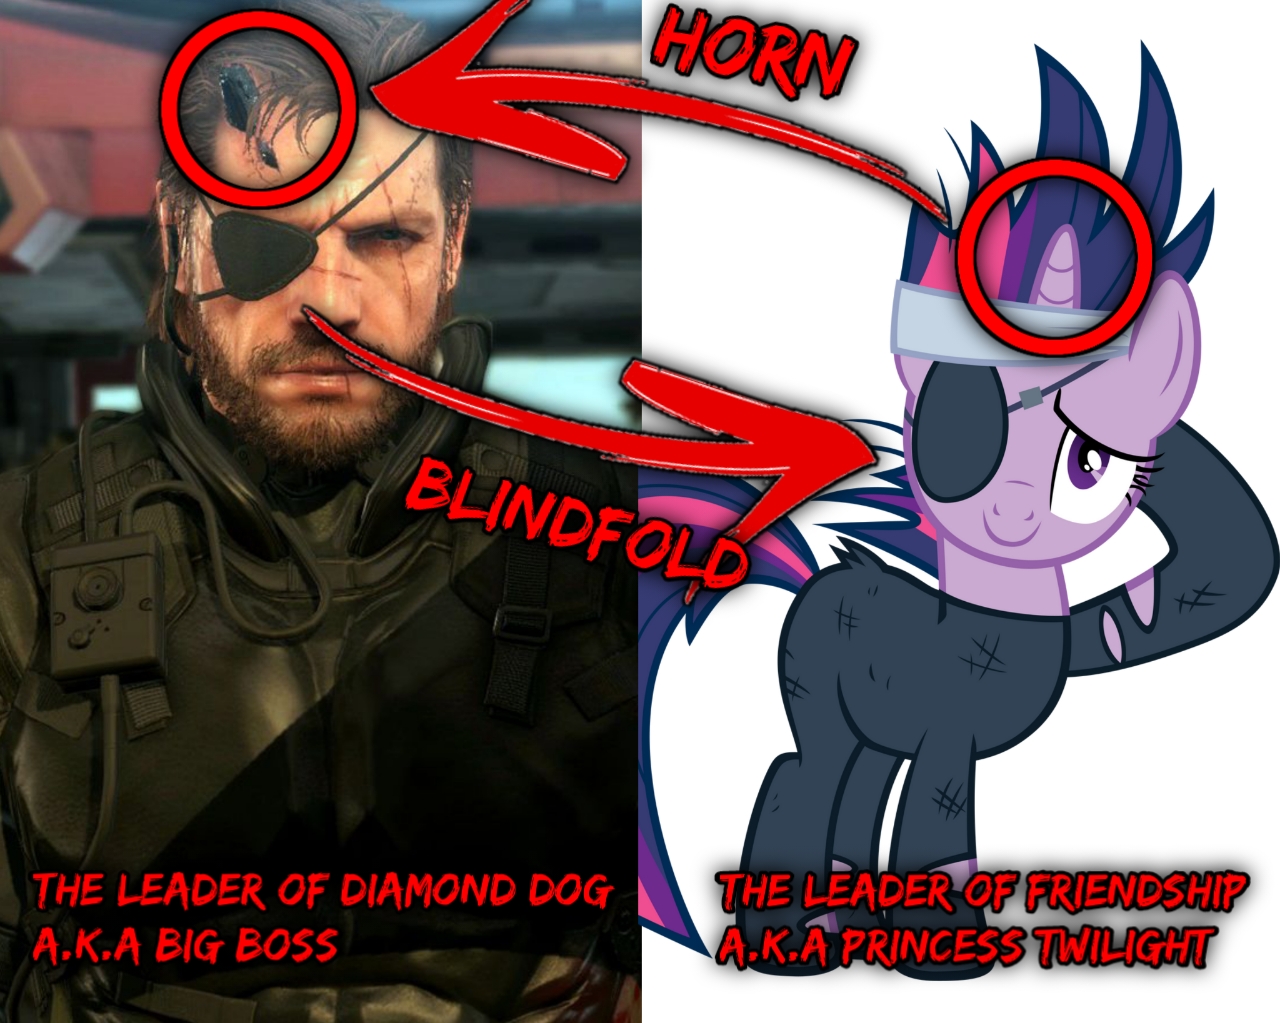 HORN
BLINDFOLD
THE LEADER OF DIAMOND DOG
A.K.A BIG BOSS
THE LEADER OF FRIENDSHIP
A.K.A PRINCESS TWILIGHT